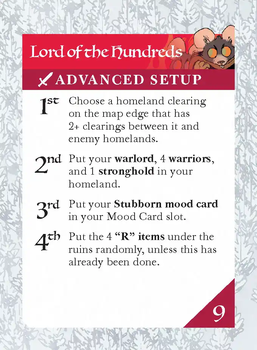 Lord of the Hundreds
ADVANCED SETUP
1st Choose a homeland clearing
on the map edge that has
2+ clearings between it and
enemy homelands.
2nd Put your warlord, 4 warriors,
and 1 stronghold in your
homeland.
3rd Put your Stubborn mood card
in your Mood Card slot.
4th Put the 4 “R” items under the
ruins randomly, unless this has
already been done.
9